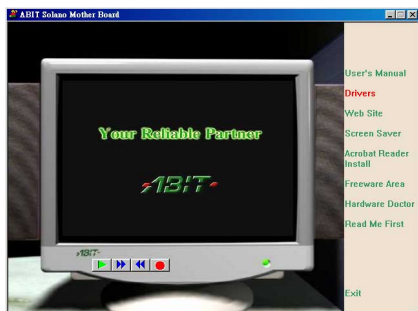 ABIT Solano Mother Board
Your Reliable Partner
ABIT
ABIT
User's Manual
Drivers
Web Site
Screen Saver
Acrobat Reader
Install
Freeware Area
Hardware Doctor
Read Me First
Exit